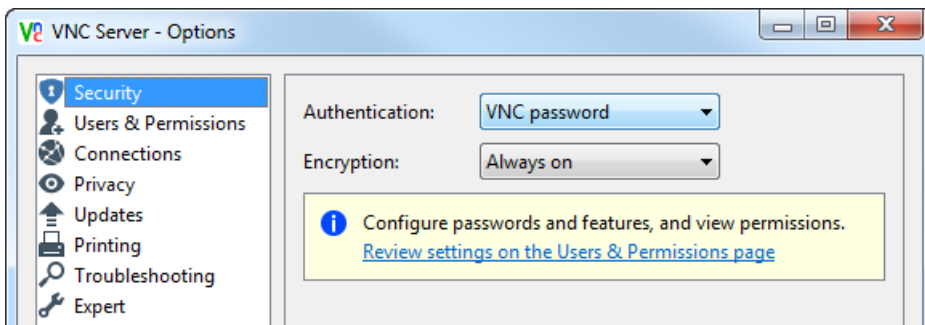 VNC Server - Options
Security
Users & Permissions
Connections
Privacy
Updates
Printing
Troubleshooting
Expert
Authentication: VNC password
Encryption: Always on
Configure passwords and features, and view permissions.
Review settings on the Users & Permissions page